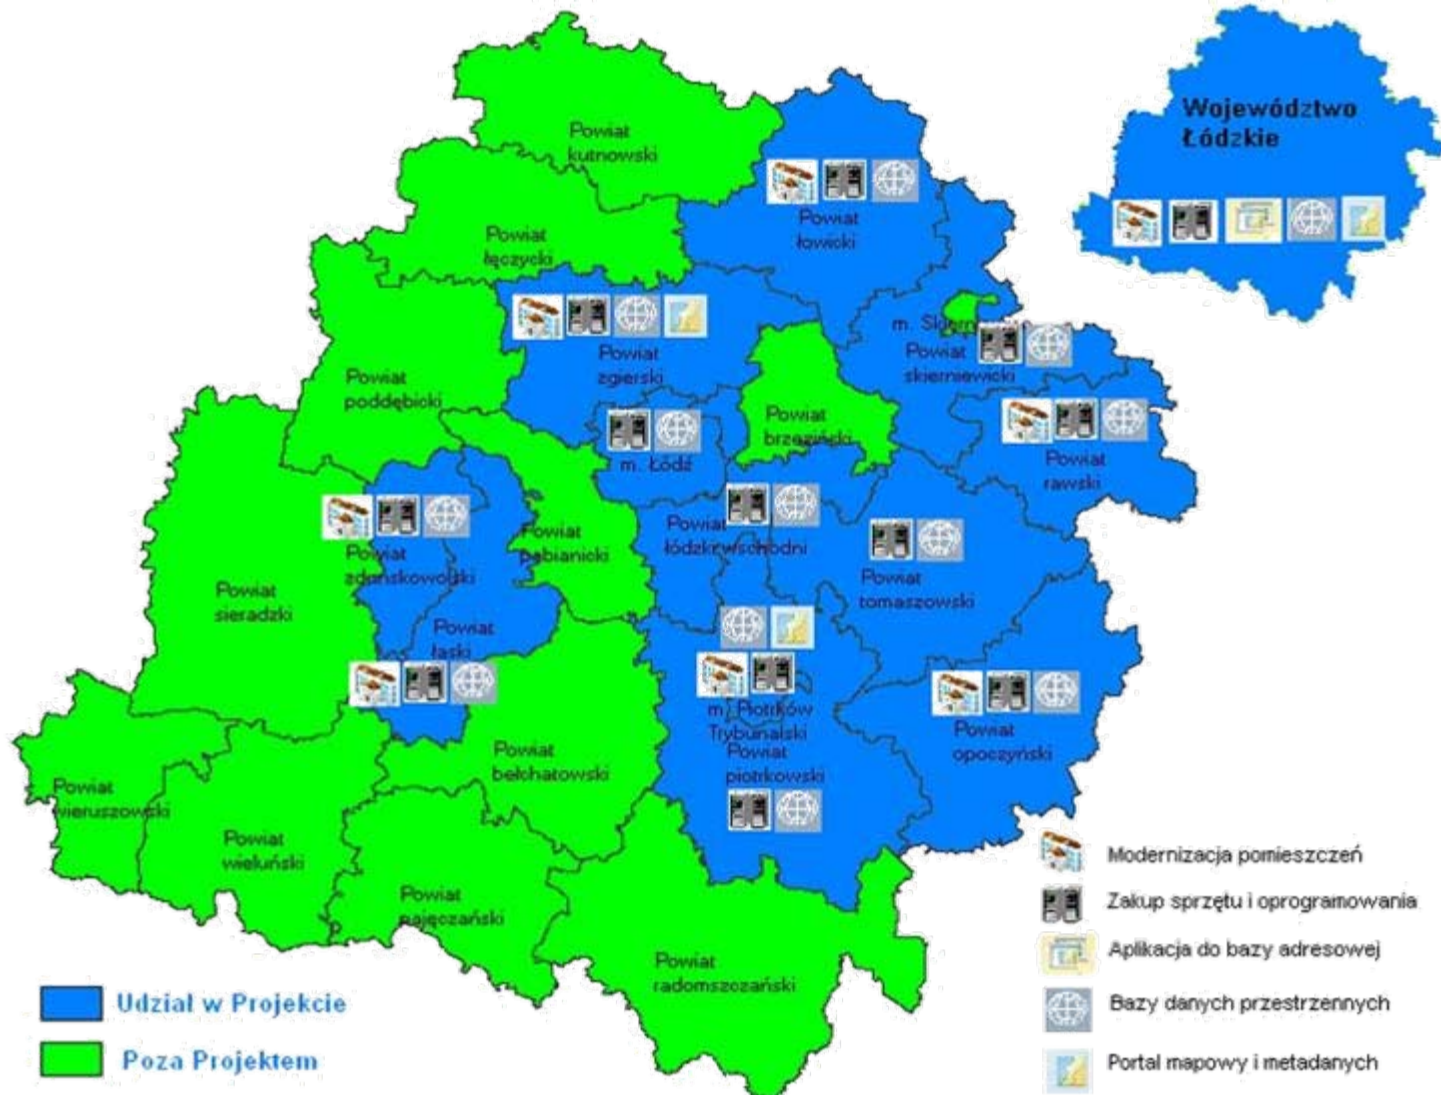 Województwo
Łódzkie
Powiat
kutnowski
Powiat
łowicki
Powiat
łęczycki
m.
Powiat
skierniewicki
Powiat
zgierski
Powiat
poddębicki
Powiat
brzeziński
m. Łódź
Powiat
rawski
Powiat
zduńskowolski
Powiat
pabianicki
Powiat
łódzki wschodni
Powiat
tomaszowski
Powiat
sieradzki
Powiat
łaski
m. Piotrków
Trybunalski
Powiat
piotrkowski
Powiat
opoczyński
Powiat
bełchatowski
Powiat
wieruszowski
Powiat
wieluński
Powiat
pajęczański
Powiat
radomszczański
Udział w Projekcie
Poza Projektem
Modernizacja pomieszczeń
Zakup sprzętu i oprogramowania
Aplikacja do bazy adresowej
Bazy danych przestrzennych
Portal mapowy i metadanych